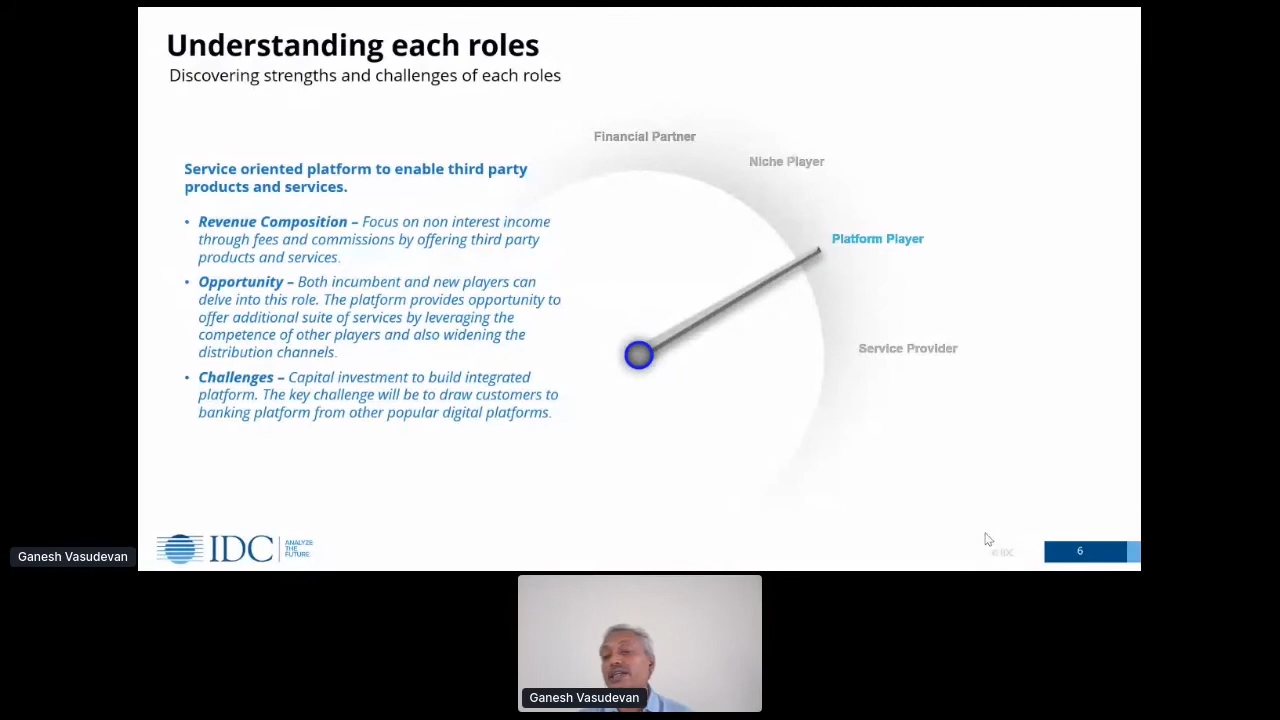 Understanding each roles
Discovering strengths and challenges of each roles
Financial Partner
Niche Player
Service oriented platform to enable third party
products and services.
• Revenue Composition – Focus on non interest income
through fees and commissions by offering third party
products and services.
• Opportunity – Both incumbent and new players can
delve into this role. The platform provides opportunity to
offer additional suite of services by leveraging the
competence of other players and also widening the
distribution channels.
• Challenges – Capital investment to build integrated
platform. The key challenge will be to draw customers to
banking platform from other popular digital platforms.
Platform Player
Service Provider
IDC
ANALYZE
THE
FUTURE
© IDC
6
Ganesh Vasudevan
Ganesh Vasudevan